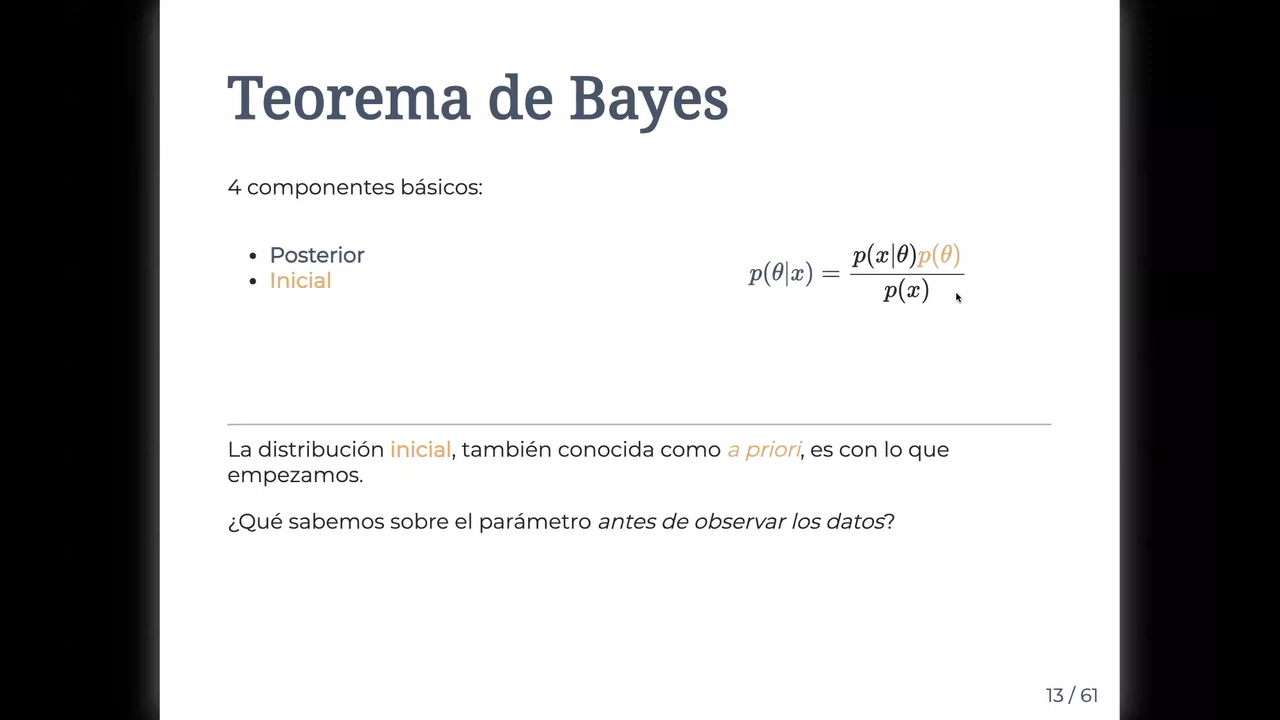 Teorema de Bayes
4 componentes básicos:
• Posterior
• Inicial
p(θ|x) = p(x|θ)p(θ) / p(x)
La distribución inicial, también conocida como a priori, es con lo que
empezamos.
¿Qué sabemos sobre el parámetro antes de observar los datos?
13 / 61